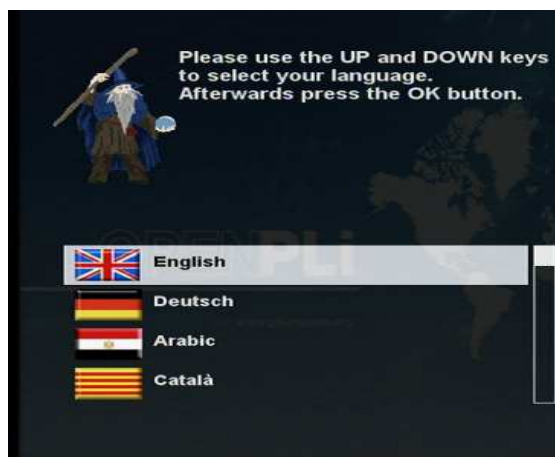 Please use the UP and DOWN keys
to select your language.
Afterwards press the OK button.
OPENPLi
English
Deutsch
Arabic
Català